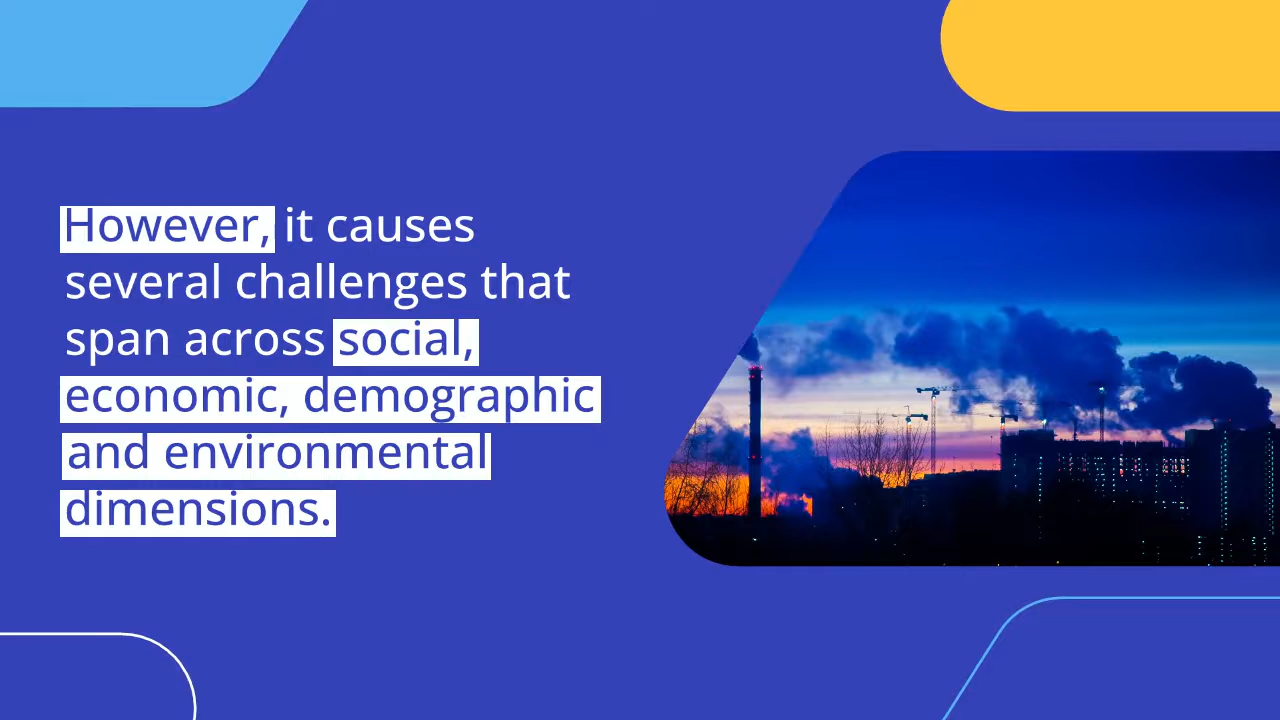 However, it causes
several challenges that
span across social,
economic, demographic
and environmental
dimensions.